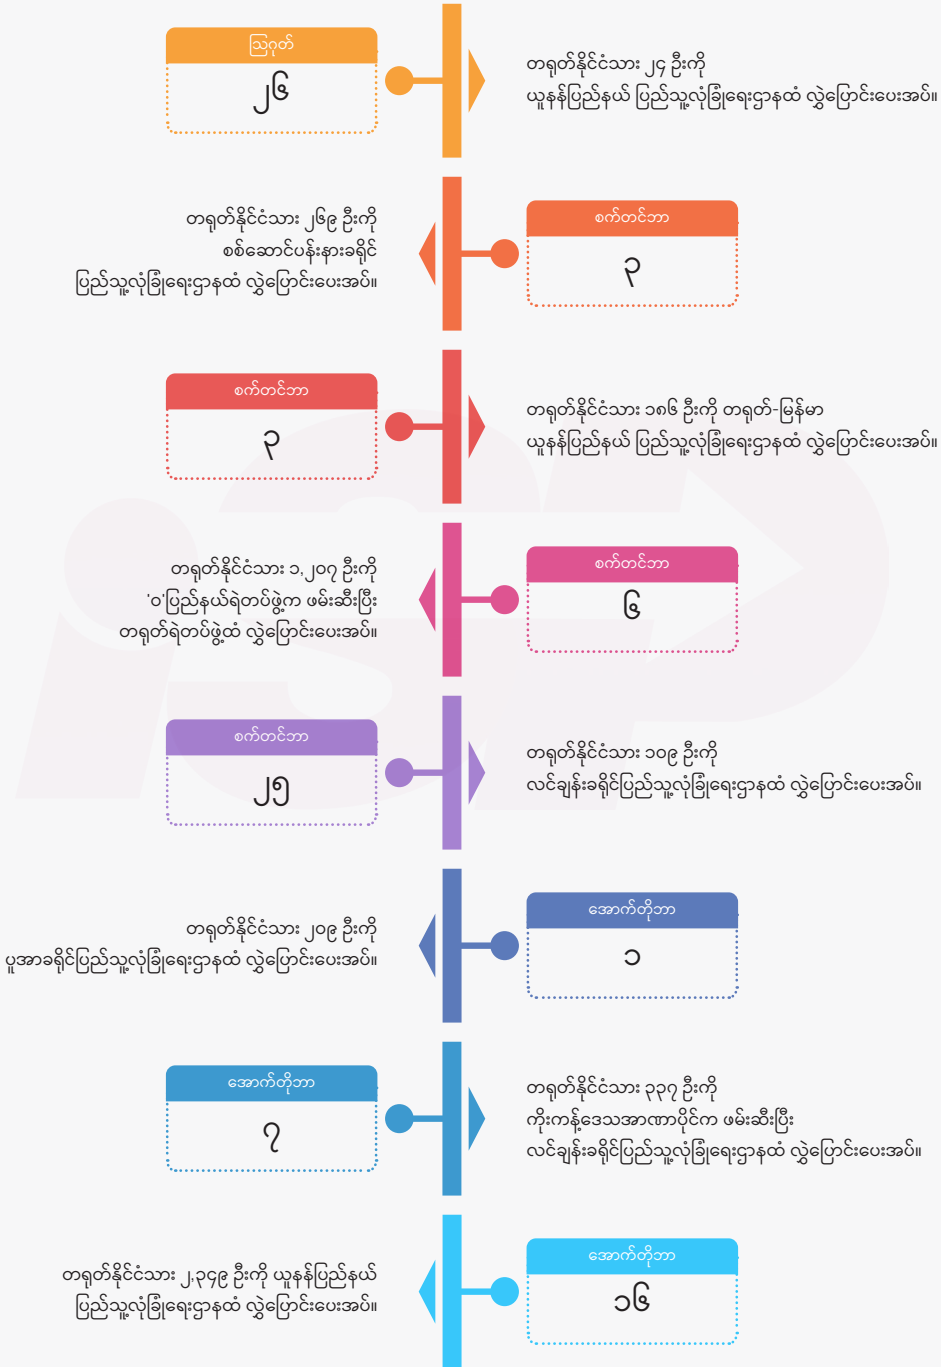 ဩဂုတ်
၂၆
တရုတ်နိုင်ငံသား ၂၄ ဦးကို
ယူနန်ပြည်နယ် ပြည်သူ့လုံခြုံရေးဌာနထံ လွှဲပြောင်းပေးအပ်။
စက်တင်ဘာ
၃
တရုတ်နိုင်ငံသား ၂၆၉ ဦးကို
စစ်ဆောင်ပန်းနားခရိုင်
ပြည်သူ့လုံခြုံရေးဌာနထံ လွှဲပြောင်းပေးအပ်။
စက်တင်ဘာ
၃
တရုတ်နိုင်ငံသား ၁၈၆ ဦးကို တရုတ်-မြန်မာ
ယူနန်ပြည်နယ် ပြည်သူ့လုံခြုံရေးဌာနထံ လွှဲပြောင်းပေးအပ်။
စက်တင်ဘာ
၆
တရုတ်နိုင်ငံသား ၁,၂၀၇ ဦးကို
'ဝ'ပြည်နယ်ရဲတပ်ဖွဲ့က ဖမ်းဆီးပြီး
တရုတ်ရဲတပ်ဖွဲ့ထံ လွှဲပြောင်းပေးအပ်။
စက်တင်ဘာ
၂၅
တရုတ်နိုင်ငံသား ၁၀၉ ဦးကို
လင်ချန်းခရိုင်ပြည်သူ့လုံခြုံရေးဌာနထံ လွှဲပြောင်းပေးအပ်။
အောက်တိုဘာ
၁
တရုတ်နိုင်ငံသား ၂၀၉ ဦးကို
ပူအာခရိုင်ပြည်သူ့လုံခြုံရေးဌာနထံ လွှဲပြောင်းပေးအပ်။
အောက်တိုဘာ
၇
တရုတ်နိုင်ငံသား ၃၃၇ ဦးကို
ကိုးကန့်ဒေသအာဏာပိုင်က ဖမ်းဆီးပြီး
လင်ချန်းခရိုင်ပြည်သူ့လုံခြုံရေးဌာနထံ လွှဲပြောင်းပေးအပ်။
အောက်တိုဘာ
၁၆
တရုတ်နိုင်ငံသား ၂,၃၄၉ ဦးကို ယူနန်ပြည်နယ်
ပြည်သူ့လုံခြုံရေးဌာနထံ လွှဲပြောင်းပေးအပ်။
iSP